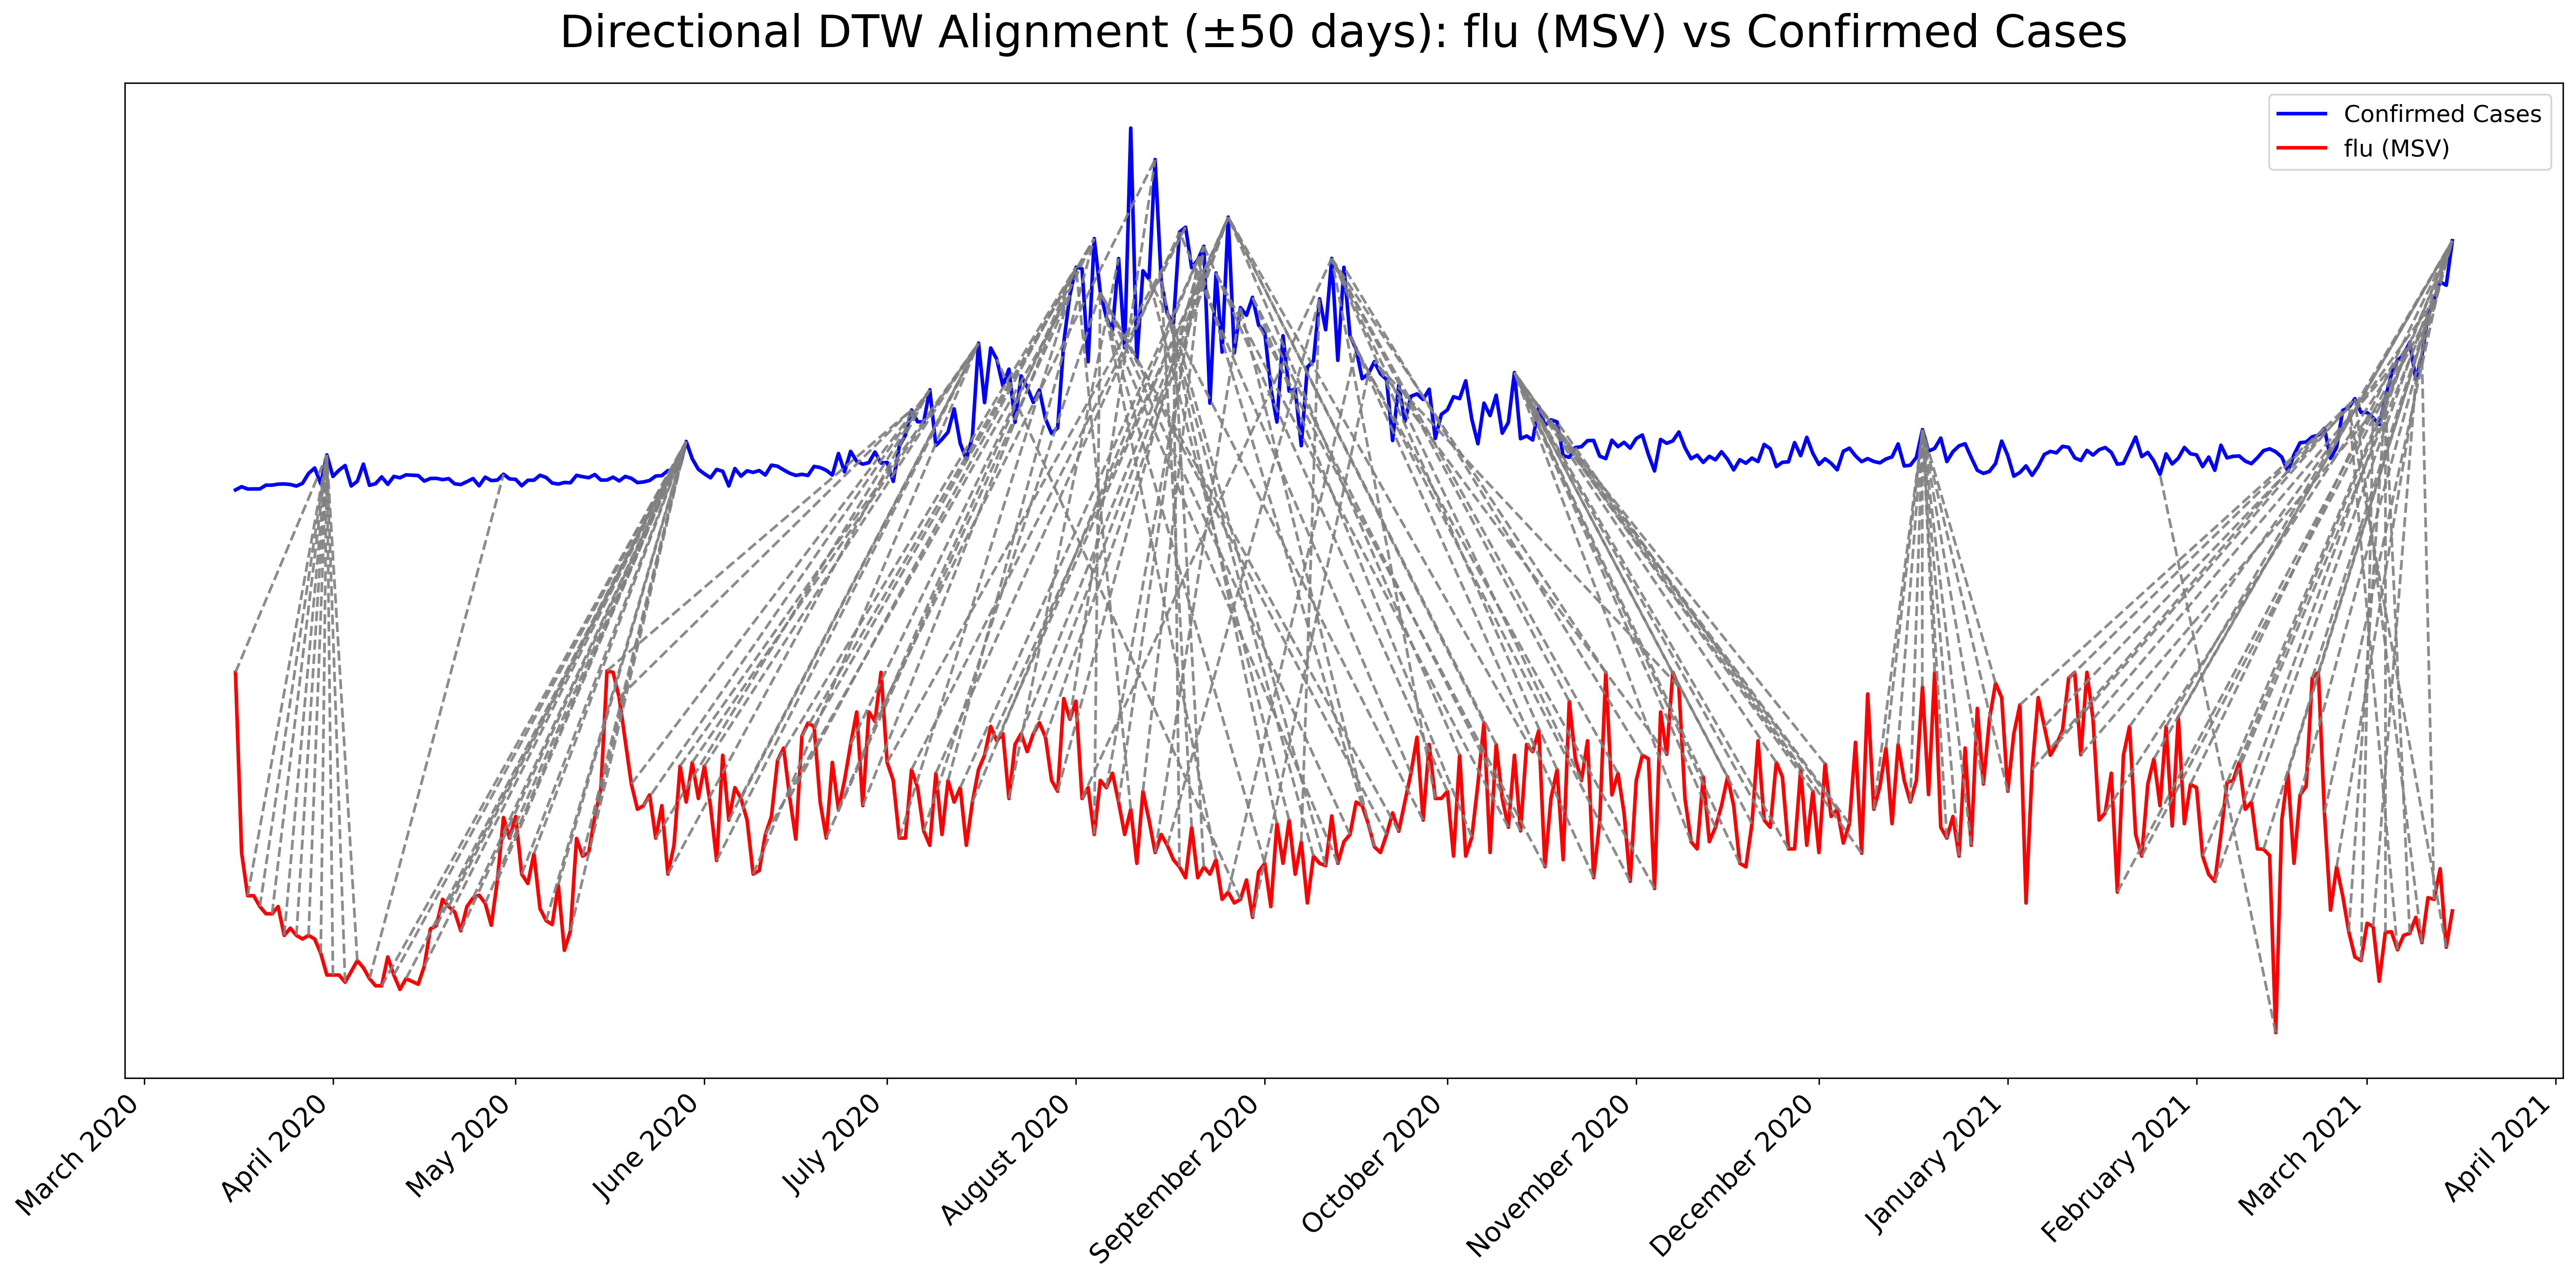 Directional DTW Alignment (±50 days): flu (MSV) vs Confirmed Cases
Confirmed Cases
flu (MSV)
March 2020
April 2020
May 2020
June 2020
July 2020
August 2020
September 2020
October 2020
November 2020
December 2020
January 2021
February 2021
March 2021
April 2021